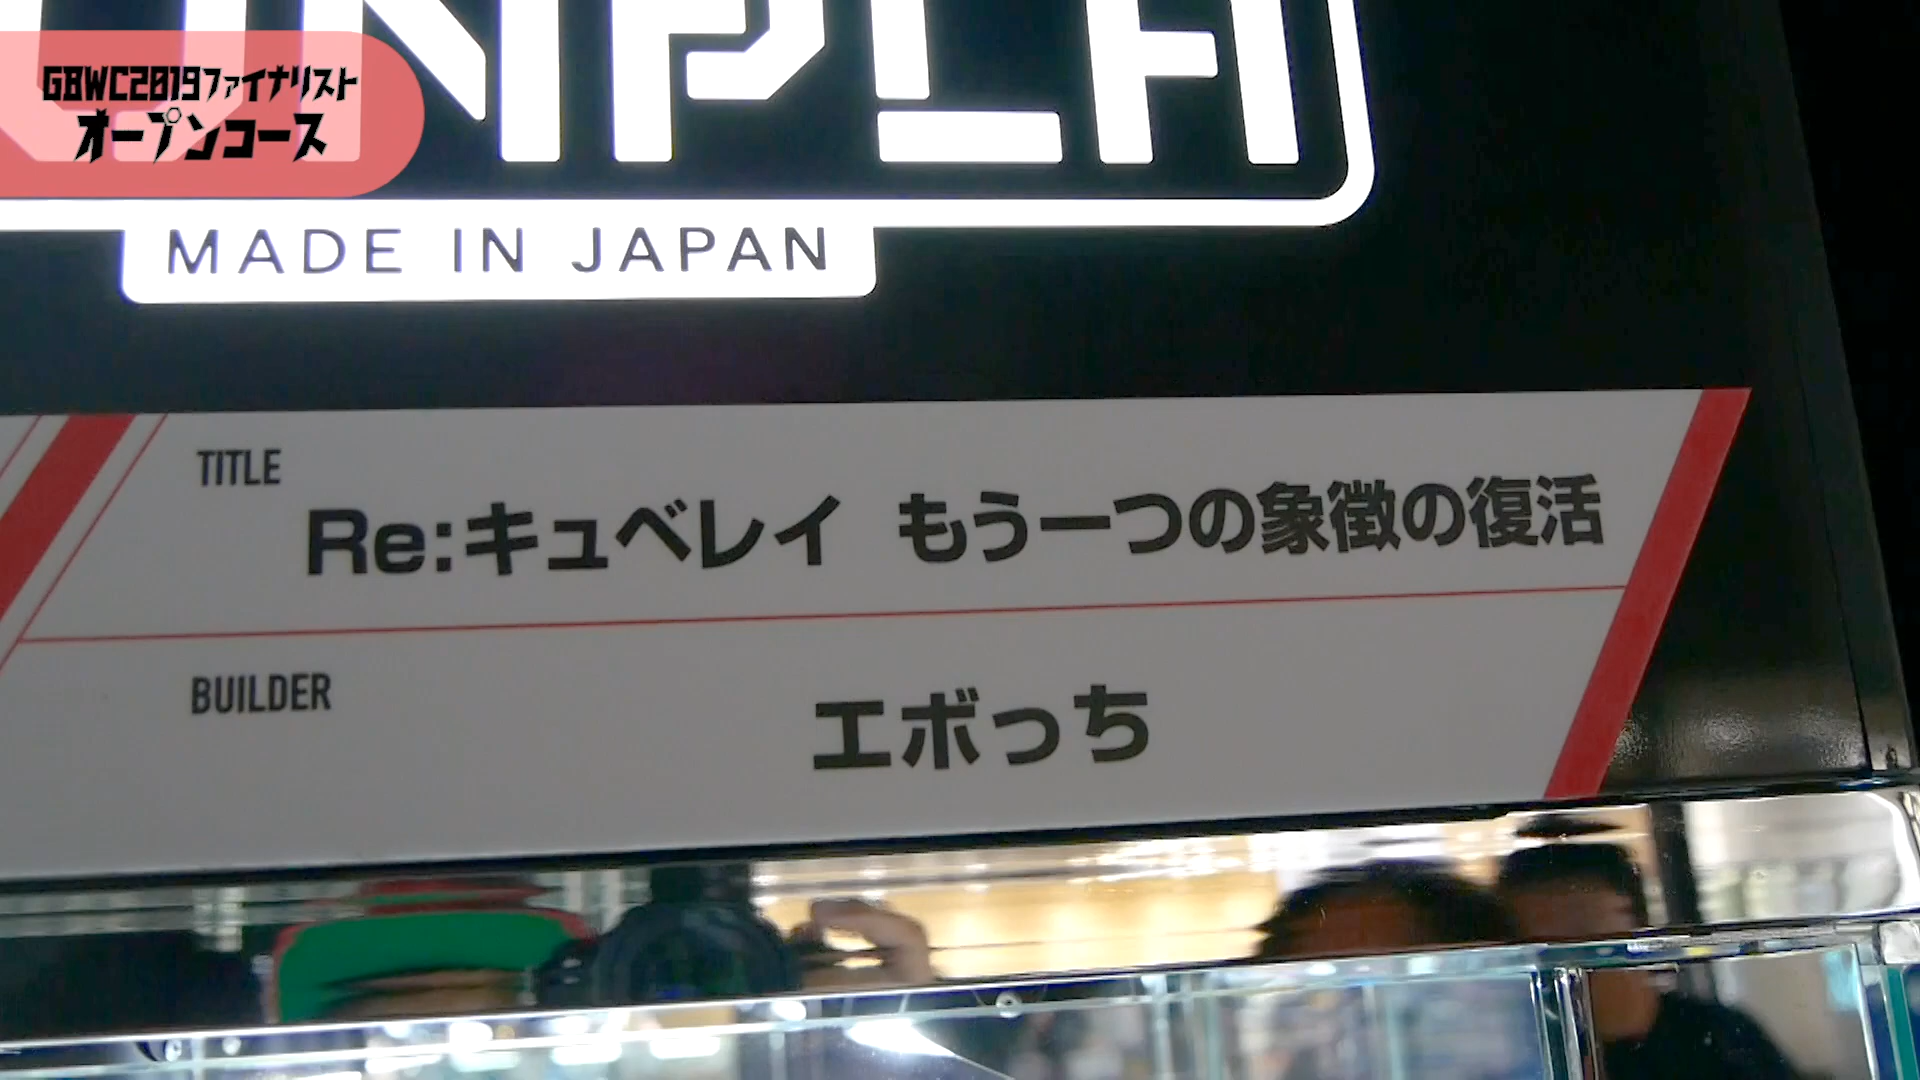 GBWC2019ファイナリスト
オープンコース
UNPLA
MADE IN JAPAN
TITLE
Re:キュベレイ もう一つの象徴の復活
BUILDER
エボっち